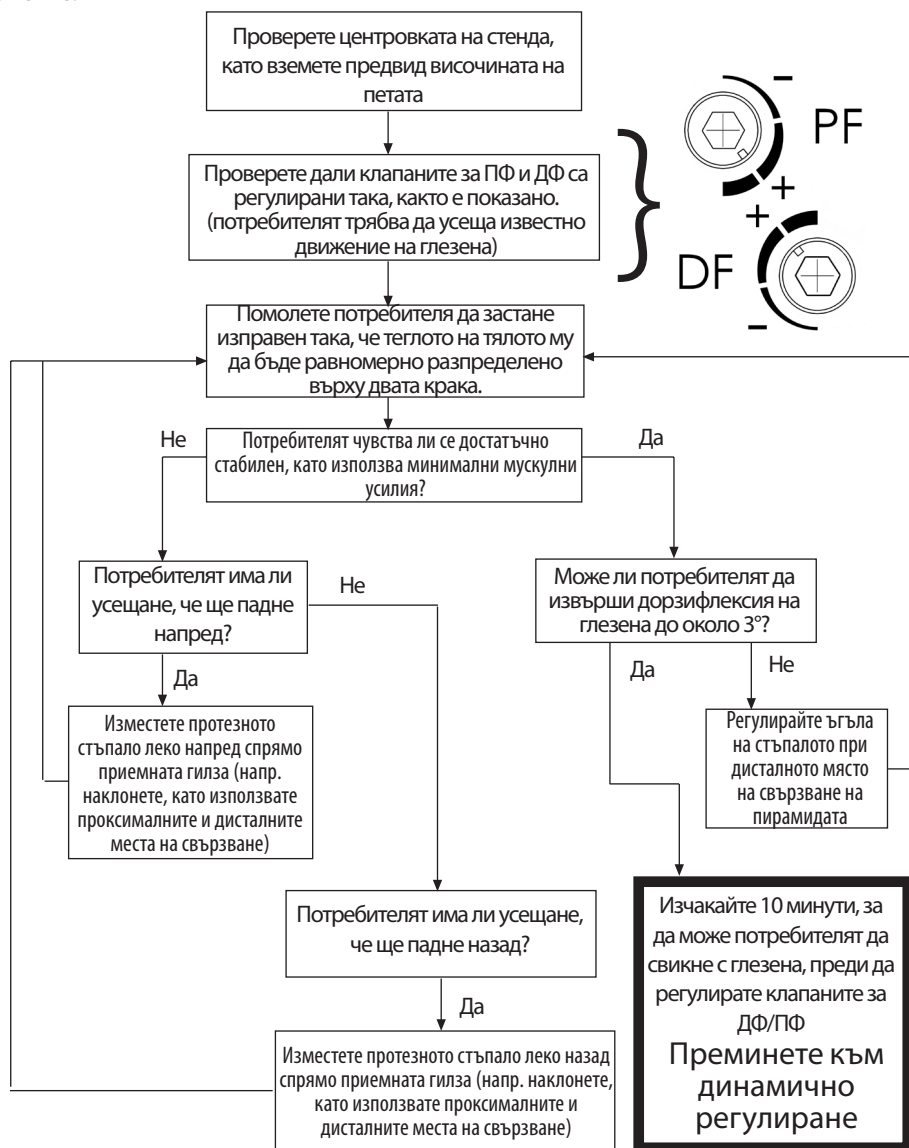 Проверете центровката на стенда,
като вземете предвид височината на
петата
Проверете дали клапаните за ПФ и ДФ са
регулирани така, както е показано.
(потребителят трябва да усеща известно
движение на глезена)
–
PF
+
+
DF
–
Помолете потребителя да застане
изправен така, че теглото на тялото му
да бъде равномерно разпределено
върху двата крака.
Не
Потребителят чувства ли се достатъчно
стабилен, като използва минимални мускулни
усилия?
Да
Потребителят има ли
усещане, че ще падне
напред?
Не
Може ли потребителят да
извърши дорзифлексия на
глезена до около 3°?
Да
Да
Не
Изместете протезното
стъпало леко напред спрямо
приемната гилза (напр.
наклонете, като използвате
проксималните и дисталните
места на свързване)
Регулирайте ъгъла
на стъпалото при
дисталното място
на свързване на
пирамидата
Потребителят има ли усещане,
че ще падне назад?
Да
Изместете протезното стъпало леко назад
спрямо приемната гилза (напр. наклонете,
като използвате проксималните и
дисталните места на свързване)
Изчакайте 10 минути, за
да може потребителят да
свикне с глезена, преди да
регулирате клапаните за
ДФ/ПФ
Преминете към
динамично
регулиране